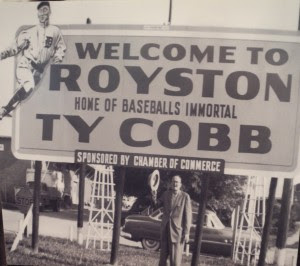 WELCOME TO
ROYSTON
HOME OF BASEBALLS IMMORTAL
TY COBB
SPONSORED BY CHAMBER OF COMMERCE